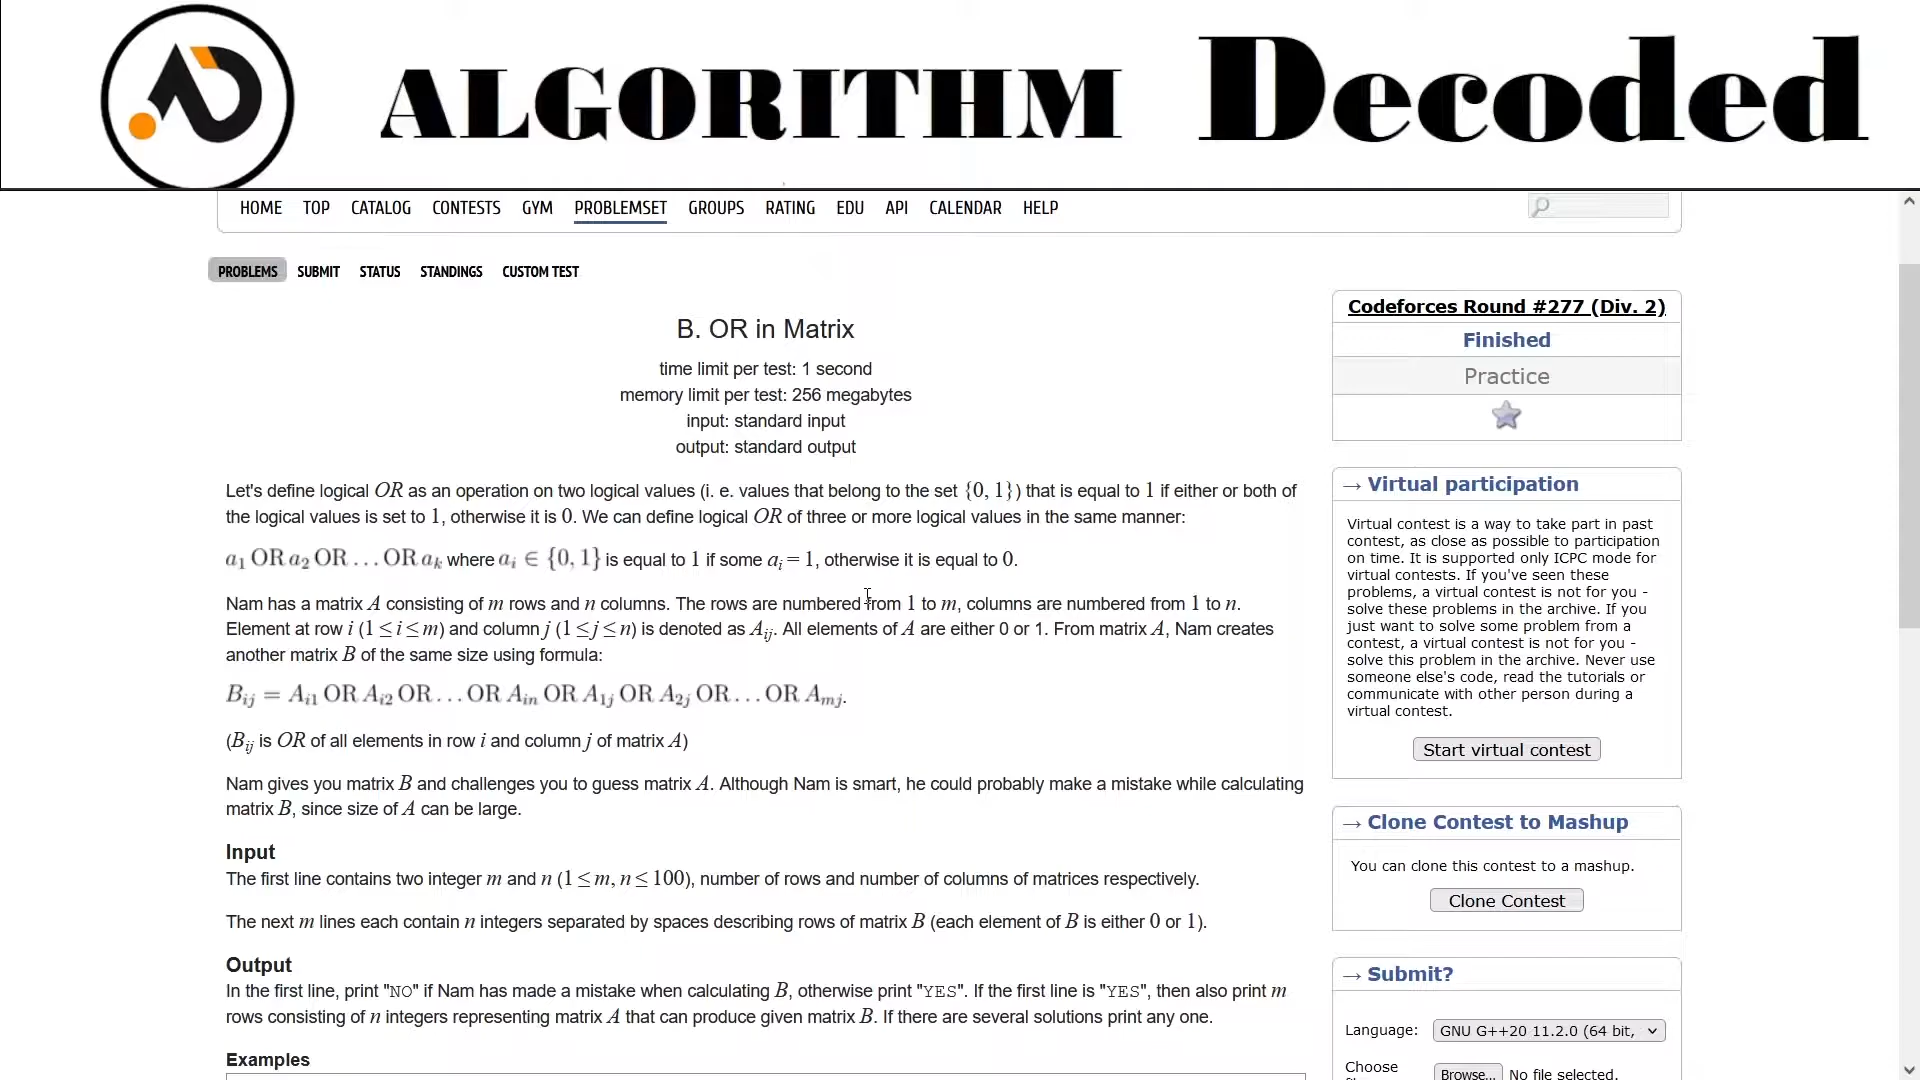 ALGORITHM Decoded
HOME TOP CATALOG CONTESTS GYM PROBLEMSET GROUPS RATING EDU API CALENDAR HELP
PROBLEMS SUBMIT STATUS STANDINGS CUSTOM TEST
B. OR in Matrix
time limit per test: 1 second
memory limit per test: 256 megabytes
input: standard input
output: standard output
Let's define logical OR as an operation on two logical values (i. e. values that belong to the set {0, 1}) that is equal to 1 if either or both of
the logical values is set to 1, otherwise it is 0. We can define logical OR of three or more logical values in the same manner:
a1 OR a2 OR ... OR ak where ai ∈ {0, 1} is equal to 1 if some ai = 1, otherwise it is equal to 0.
Nam has a matrix A consisting of m rows and n columns. The rows are numbered from 1 to m, columns are numbered from 1 to n.
Element at row i (1 ≤ i ≤ m) and column j (1 ≤ j ≤ n) is denoted as Aij. All elements of A are either 0 or 1. From matrix A, Nam creates
another matrix B of the same size using formula:
Bij = Ai1 OR Ai2 OR ... OR Ain OR A1j OR A2j OR ... OR Amj.
(Bij is OR of all elements in row i and column j of matrix A)
Nam gives you matrix B and challenges you to guess matrix A. Although Nam is smart, he could probably make a mistake while calculating
matrix B, since size of A can be large.
Input
The first line contains two integer m and n (1 ≤ m, n ≤ 100), number of rows and number of columns of matrices respectively.
The next m lines each contain n integers separated by spaces describing rows of matrix B (each element of B is either 0 or 1).
Output
In the first line, print "NO" if Nam has made a mistake when calculating B, otherwise print "YES". If the first line is "YES", then also print m
rows consisting of n integers representing matrix A that can produce given matrix B. If there are several solutions print any one.
Examples
Codeforces Round #277 (Div. 2)
Finished
Practice
→ Virtual participation
Virtual contest is a way to take part in past
contest, as close as possible to participation
on time. It is supported only ICPC mode for
virtual contests. If you've seen these
problems, a virtual contest is not for you -
solve these problems in the archive. If you
just want to solve some problem from a
contest, a virtual contest is not for you -
solve this problem in the archive. Never use
someone else's code, read the tutorials or
communicate with other person during a
virtual contest.
Start virtual contest
→ Clone Contest to Mashup
You can clone this contest to a mashup.
Clone Contest
→ Submit?
Language: GNU G++20 11.2.0 (64 bit,
Choose
Browse... No file selected.